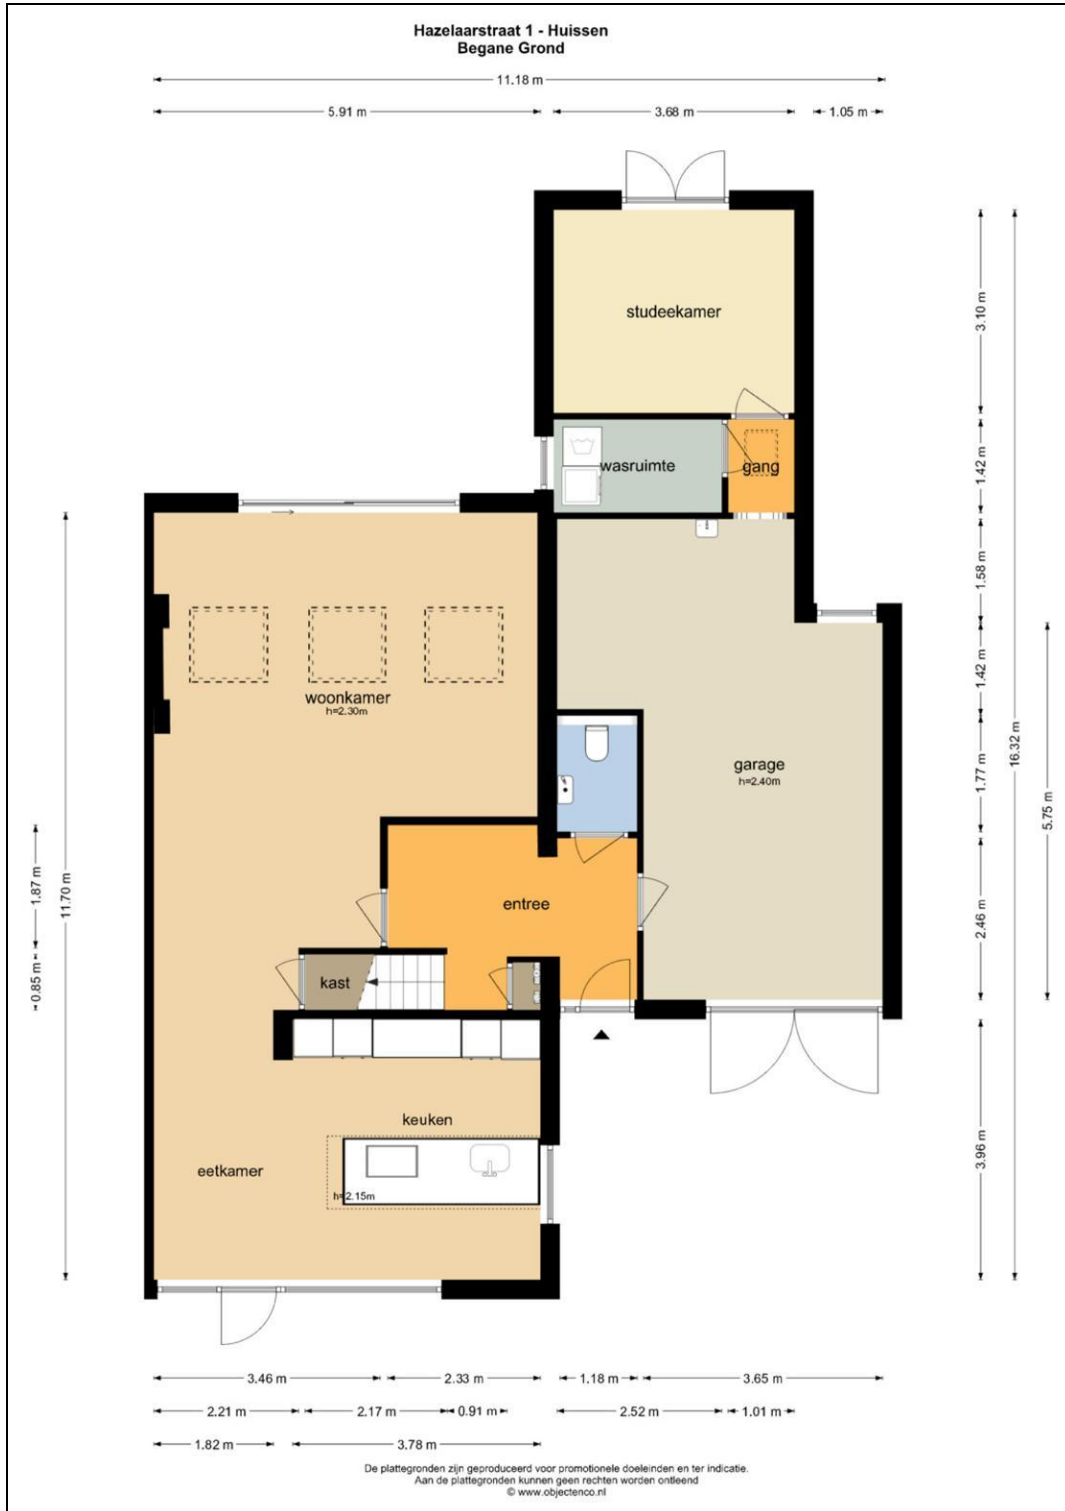 Hazelaarstraat 1 - Huissen
Begane Grond
11.18 m
5.91 m
3.68 m
1.05 m
studeekamer
3.10 m
wasruimte
gang
1.42 m
1.58 m
woonkamer
h=2.30m
1.42 m
garage
h=2.40m
1.77 m
16.32 m
5.75 m
1.87 m
11.70 m
entree
2.46 m
0.85 m
kast
keuken
eetkamer
h=2.15m
3.96 m
3.46 m
2.33 m
1.18 m
3.65 m
2.21 m
2.17 m
0.91 m
2.52 m
1.01 m
1.82 m
3.78 m
De plattegronden zijn geproduceerd voor promotionele doeleinden en ter indicatie.
Aan de plattegronden kunnen geen rechten worden ontleend
© www.objectenco.nl